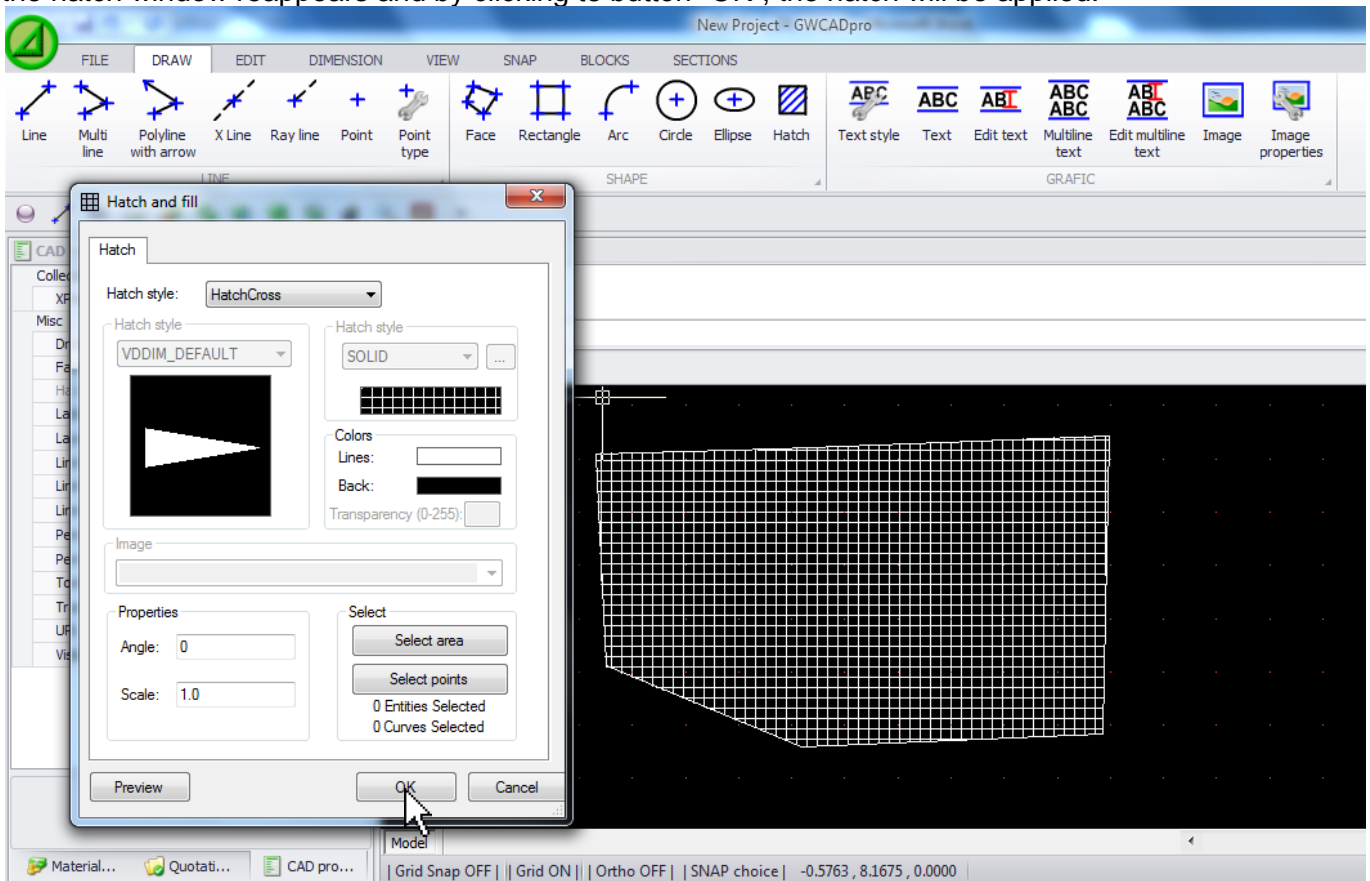 the hatch window reappears and by clicking to button "OK", the hatch will be applied.
New Project - GWCADpro
FILE DRAW EDIT DIMENSION VIEW SNAP BLOCKS SECTIONS
Line Multi line Polyline with arrow X Line Ray line Point Point type Face Rectangle Arc Circle Ellipse Hatch Text style Text Edit text Multiline text Edit multiline text Image Image properties
LINE SHAPE GRAFIC
Hatch and fill
CAD
Hatch
Hatch style: HatchCross
Misc
Hatch style Hatch style
VDDIM_DEFAULT SOLID ...
Colors
Lines:
Back:
Transparency (0-255):
Image
Properties Select
Angle: 0 Select area
Select points
Scale: 1.0
0 Entities Selected
0 Curves Selected
Preview OK Cancel
Model
Material... Quotati... CAD pro... | Grid Snap OFF | | Grid ON | | Ortho OFF | | SNAP choice | -0.5763 , 8.1675 , 0.0000